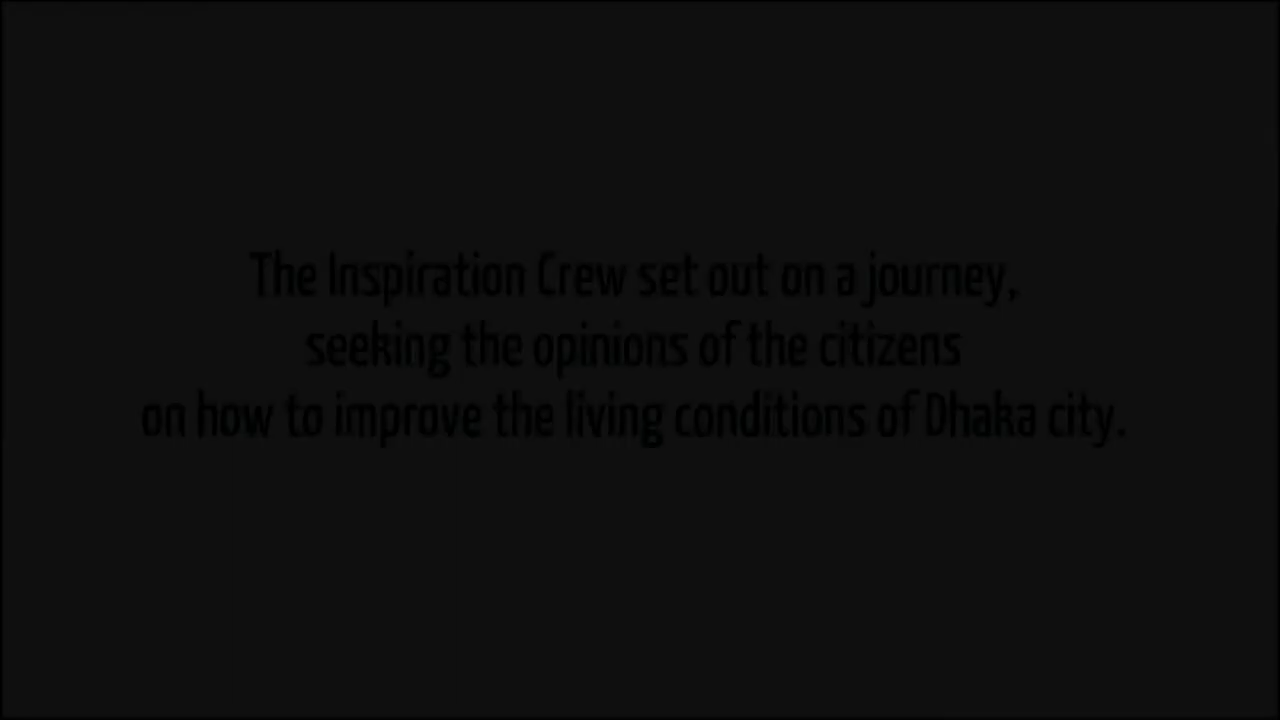 The Inspiration Crew set out on a journey,
seeking the opinions of the citizens
on how to improve the living conditions of Dhaka city.